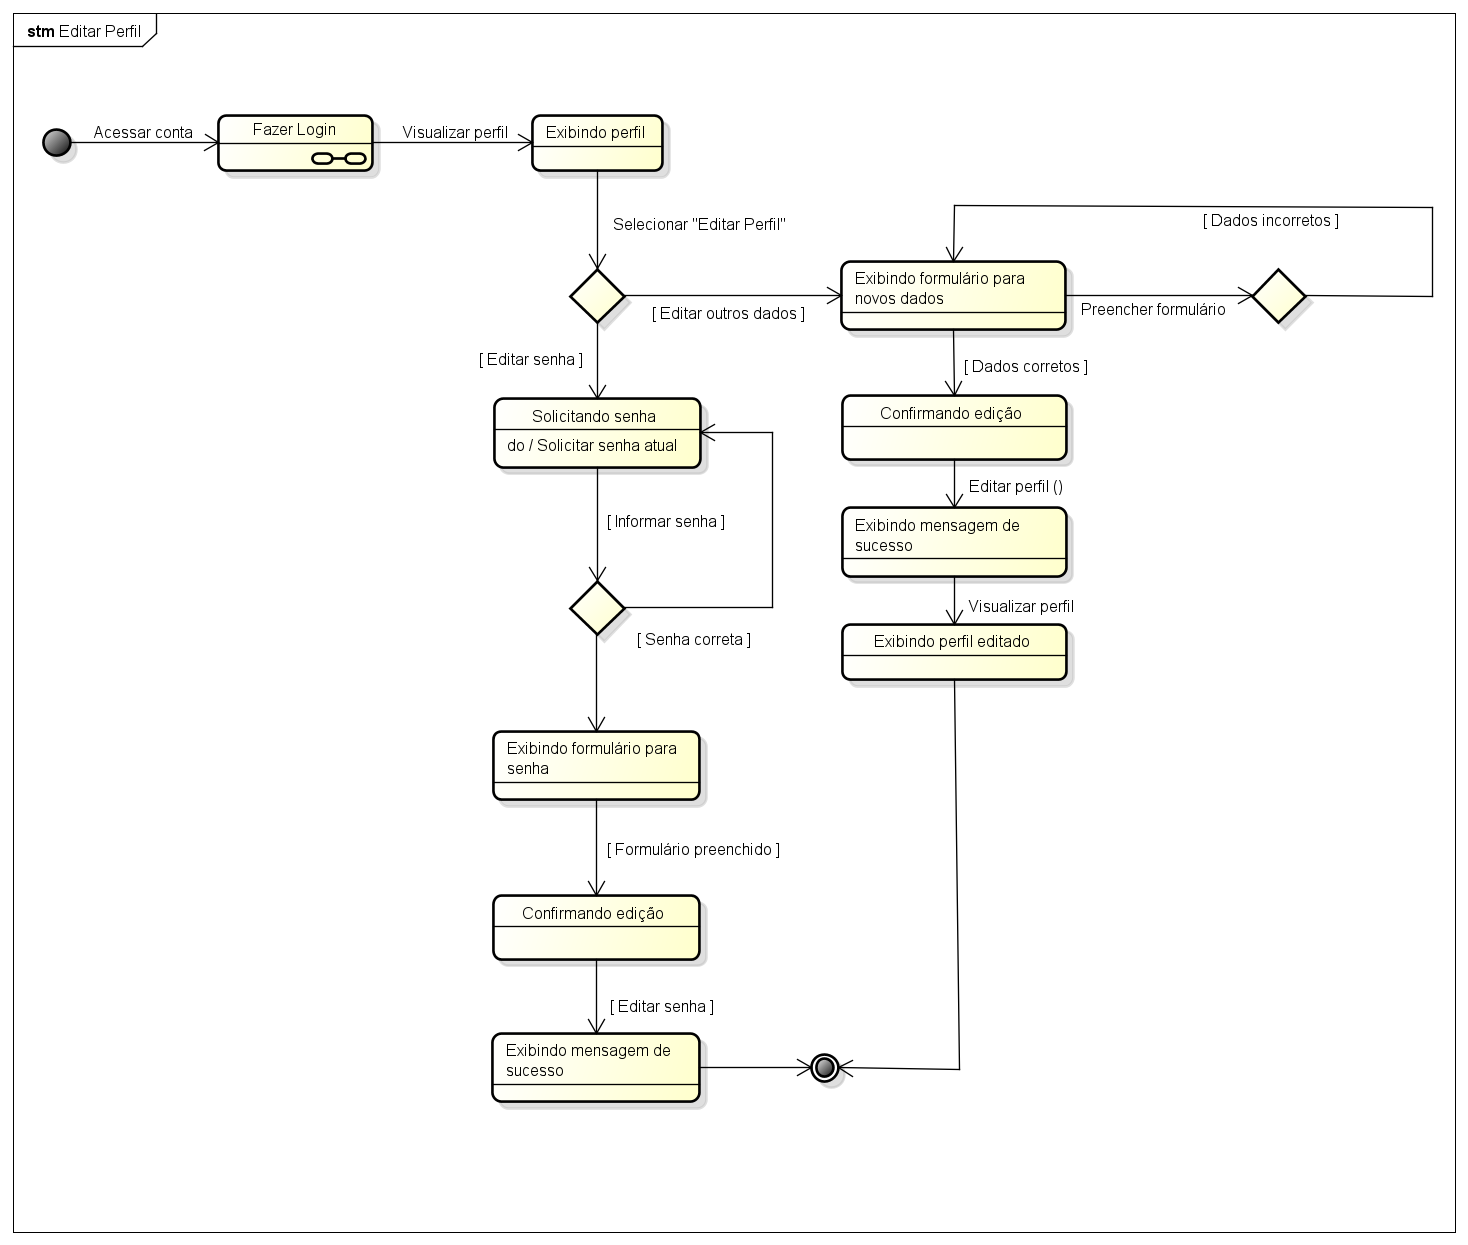 stm Editar Perfil
Acessar conta
Fazer Login
Visualizar perfil
Exibindo perfil
Selecionar "Editar Perfil"
[ Dados incorretos ]
Exibindo formulário para
novos dados
[ Editar outros dados ]
Preencher formulário
[ Editar senha ]
[ Dados corretos ]
Solicitando senha
do / Solicitar senha atual
Confirmando edição
Editar perfil ()
[ Informar senha ]
Exibindo mensagem de
sucesso
Visualizar perfil
[ Senha correta ]
Exibindo perfil editado
Exibindo formulário para
senha
[ Formulário preenchido ]
Confirmando edição
[ Editar senha ]
Exibindo mensagem de
sucesso